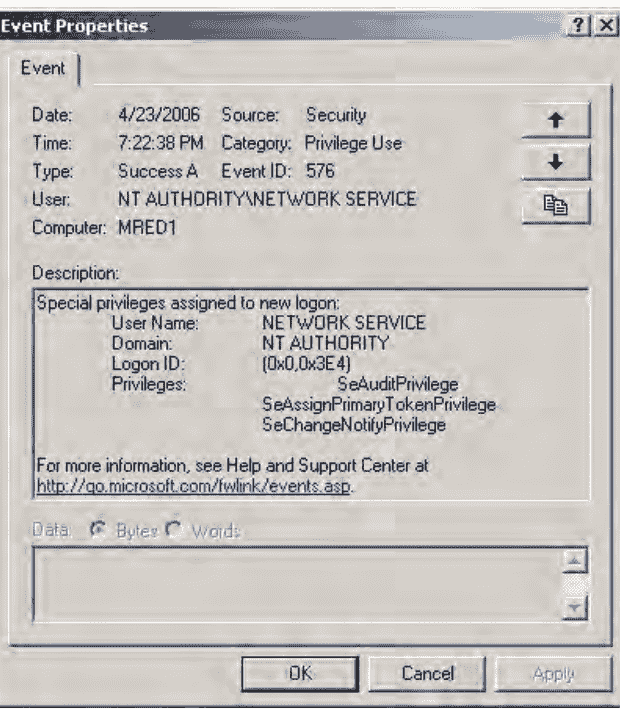 Event Properties
Event
Date: 4/23/2006 Source: Security
Time: 7:22:38 PM Category: Privilege Use
Type: Success A Event ID: 576
User: NT AUTHORITY\NETWORK SERVICE
Computer: MRED1
Description:
Special privileges assigned to new logon:
User Name: NETWORK SERVICE
Domain: NT AUTHORITY
Logon ID: (0x0,0x3E4)
Privileges: SeAuditPrivilege
SeAssignPrimaryTokenPrivilege
SeChangeNotifyPrivilege
For more information, see Help and Support Center at
http://go.microsoft.com/fwlink/events.asp.
Data: Bytes Words
OK Cancel Apply